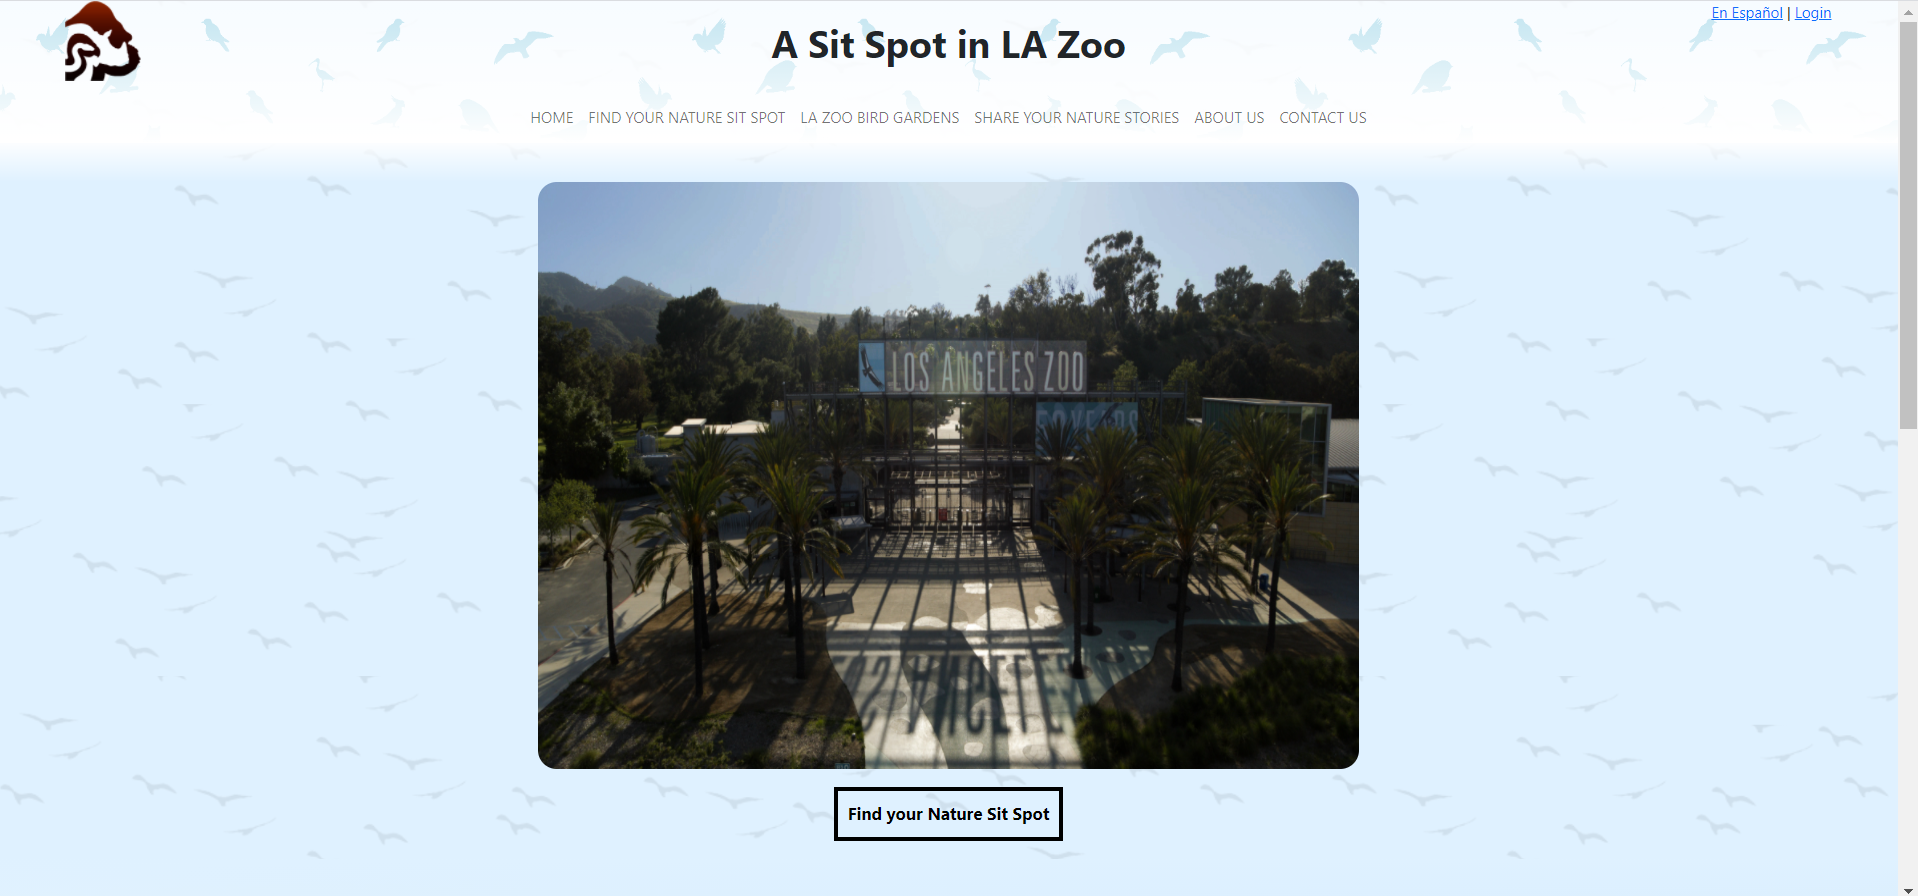 En Español | Login
A Sit Spot in LA Zoo
HOME FIND YOUR NATURE SIT SPOT LA ZOO BIRD GARDENS SHARE YOUR NATURE STORIES ABOUT US CONTACT US
LOS ANGELES ZOO
Find your Nature Sit Spot